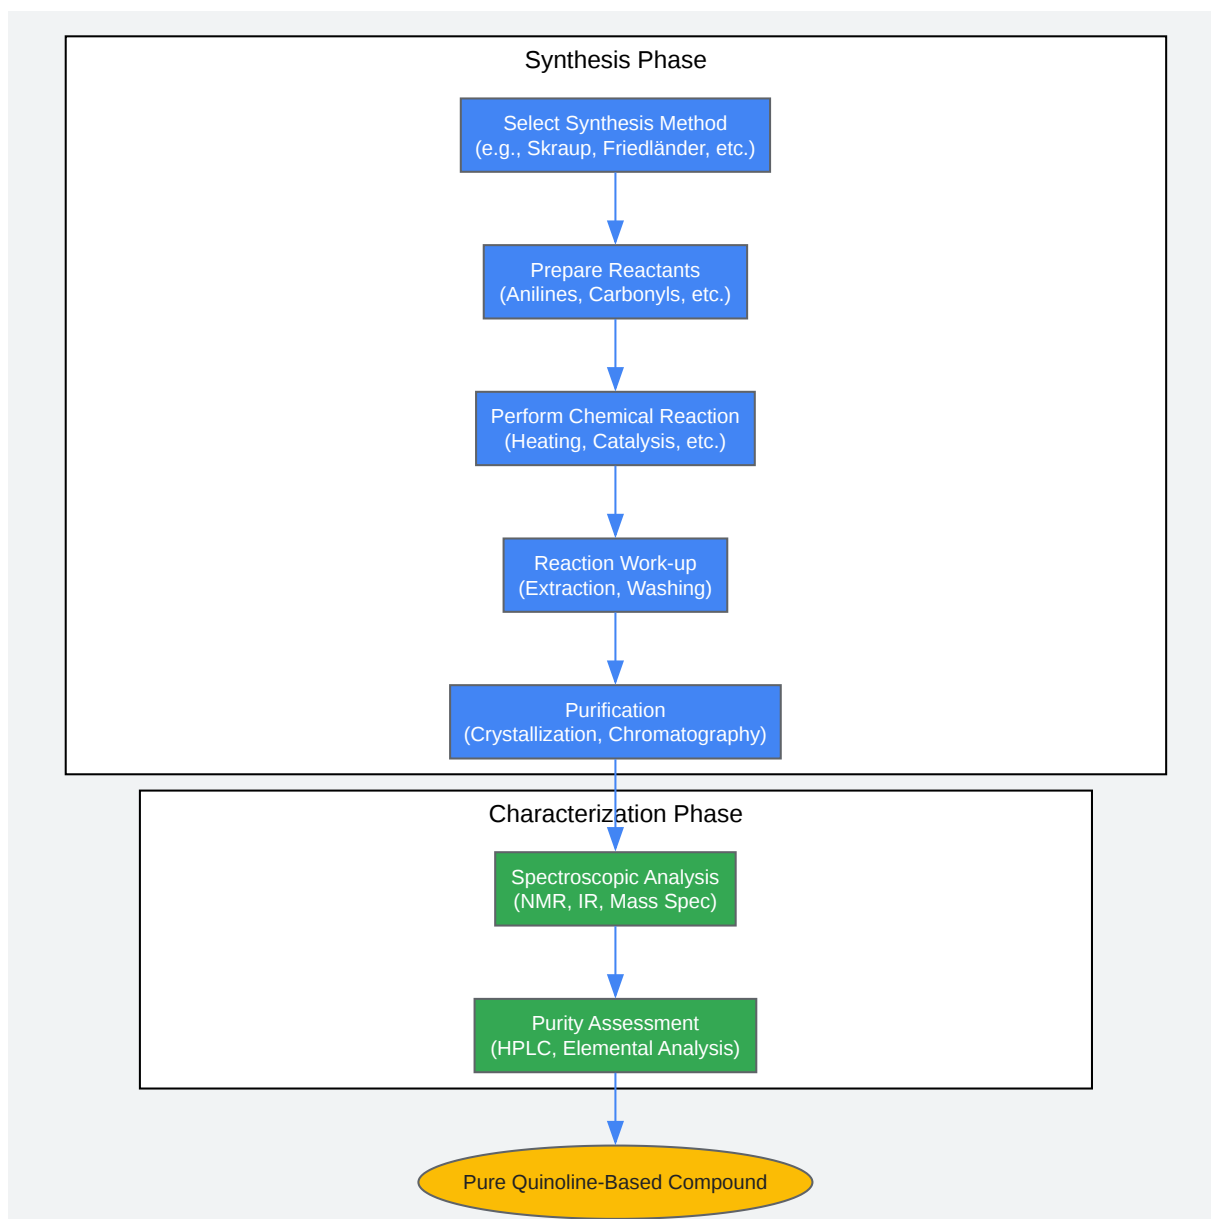 Synthesis Phase
Select Synthesis Method
(e.g., Skraup, Friedländer, etc.)
Prepare Reactants
(Anilines, Carbonyls, etc.)
Perform Chemical Reaction
(Heating, Catalysis, etc.)
Reaction Work-up
(Extraction, Washing)
Purification
(Crystallization, Chromatography)
Characterization Phase
Spectroscopic Analysis
(NMR, IR, Mass Spec)
Purity Assessment
(HPLC, Elemental Analysis)
Pure Quinoline-Based Compound